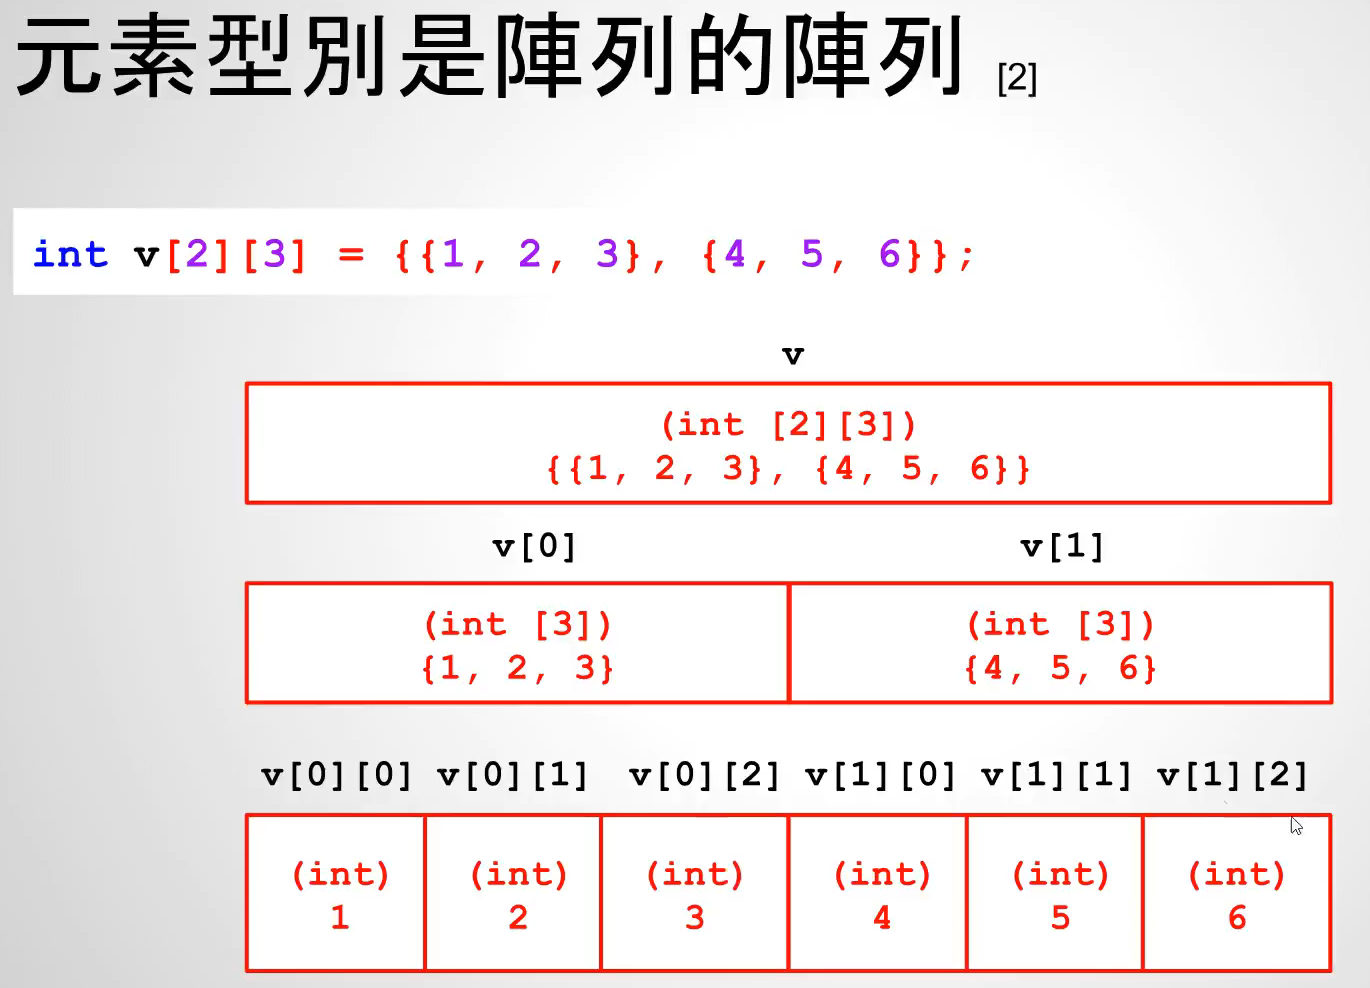 元素型別是陣列的陣列 [2]
int v[2][3] = {{1, 2, 3}, {4, 5, 6}};
v
(int [2][3])
{{1, 2, 3}, {4, 5, 6}}
v[0] v[1]
(int [3]) (int [3])
{1, 2, 3} {4, 5, 6}
v[0][0] v[0][1] v[0][2] v[1][0] v[1][1] v[1][2]
(int) (int) (int) (int) (int) (int)
1 2 3 4 5 6